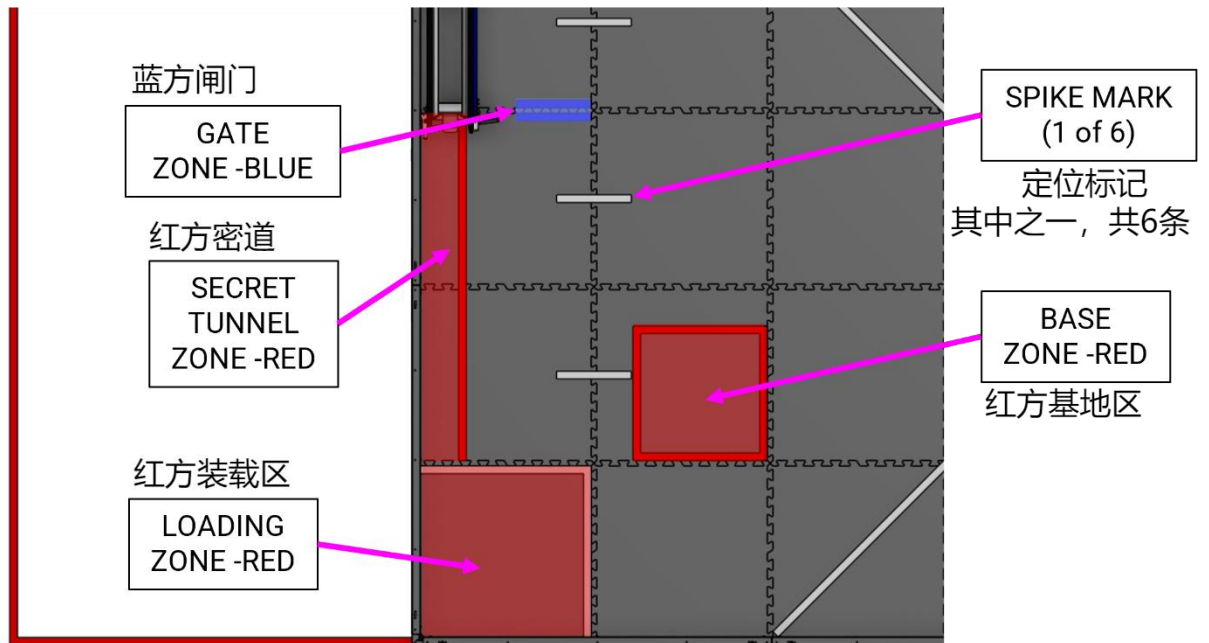 蓝方闸门
GATE
ZONE -BLUE
红方密道
SECRET
TUNNEL
ZONE -RED
红方装载区
LOADING
ZONE -RED
SPIKE MARK
(1 of 6)
定位标记
其中之一，共6条
BASE
ZONE -RED
红方基地区